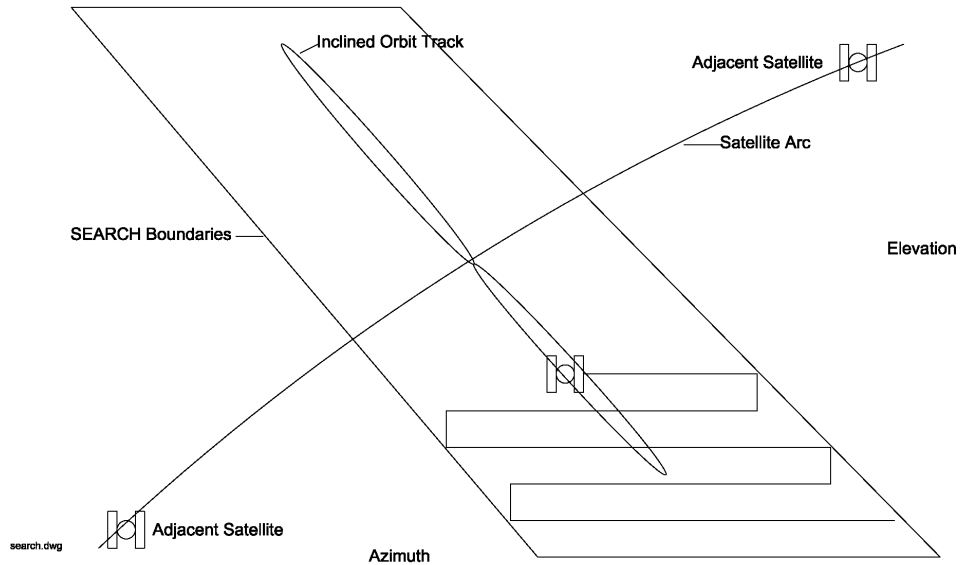 Inclined Orbit Track
Adjacent Satellite
Satellite Arc
SEARCH Boundaries
Elevation
Adjacent Satellite
search.dwg
Azimuth